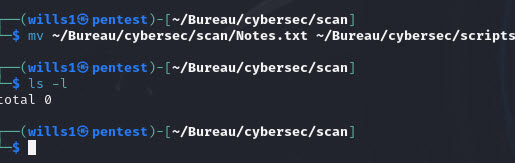 ┌──(wills1㉿pentest)-[~/Bureau/cybersec/scan]
└─$ mv ~/Bureau/cybersec/scan/Notes.txt ~/Bureau/cybersec/scripts
┌──(wills1㉿pentest)-[~/Bureau/cybersec/scan]
└─$ ls -l
total 0
┌──(wills1㉿pentest)-[~/Bureau/cybersec/scan]
└─$